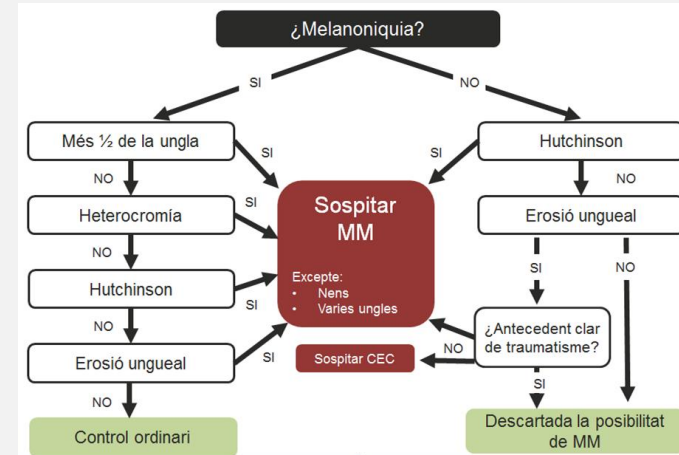 ¿Melanoniquia?
SI
NO
Més ½ de la ungla
SI
NO
Heterocromía
SI
NO
Hutchinson
SI
NO
Erosió ungueal
SI
NO
Control ordinari
Sospitar
MM
Excepte:
• Nens
• Varies ungles
Sospitar CEC
Hutchinson
SI
NO
Erosió ungueal
SI
NO
¿Antecedent clar
de traumatisme?
NO
SI
Descartada la posibilitat
de MM